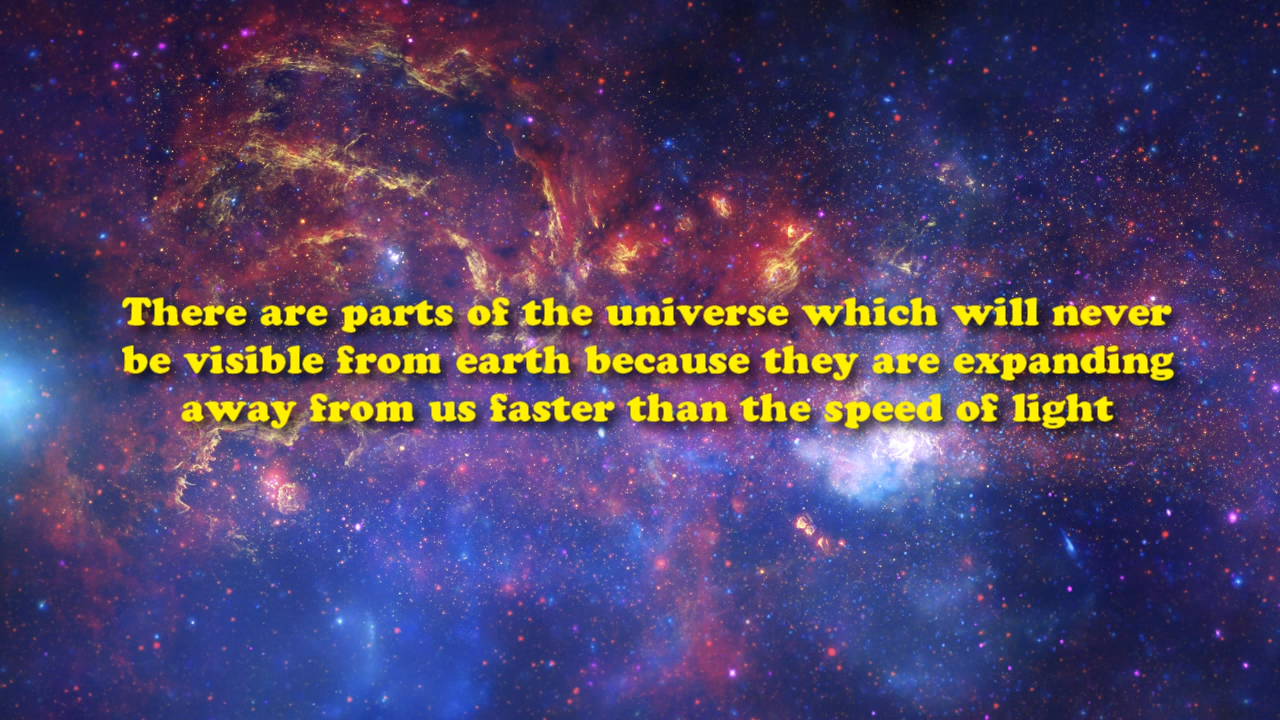 There are parts of the universe which will never
be visible from earth because they are expanding
away from us faster than the speed of light